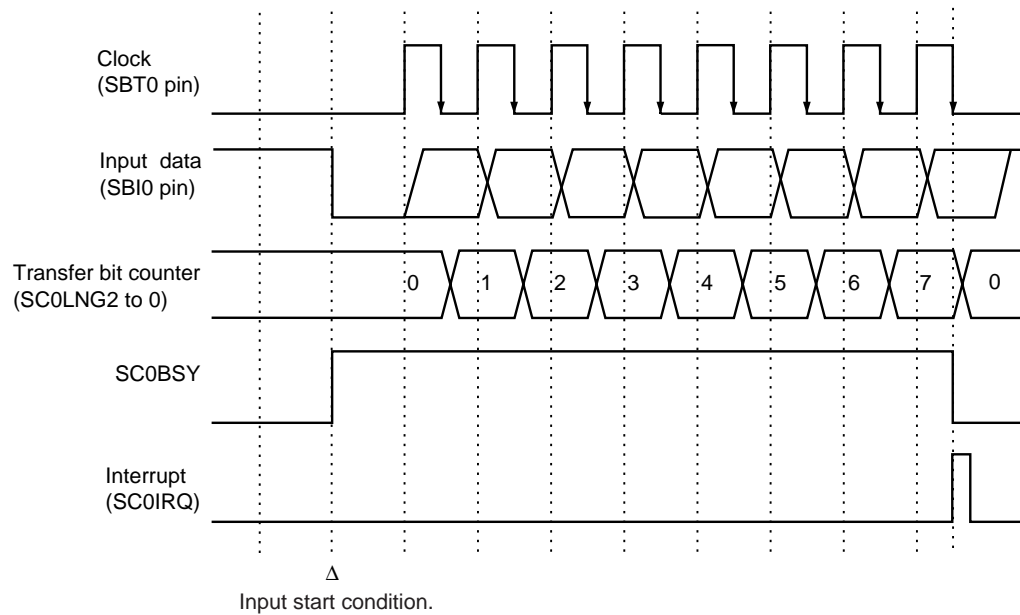 Clock
(SBT0 pin)
Input data
(SBI0 pin)
Transfer bit counter
(SC0LNG2 to 0)
0 1 2 3 4 5 6 7 0
SC0BSY
Interrupt
(SC0IRQ)
Δ
Input start condition.